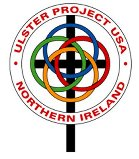 ULSTER PROJECT USA
NORTHERN IRELAND